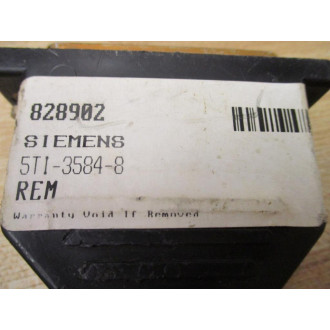 828902
SIEMENS
5TI-3584-8
REM
Warranty Void If Removed